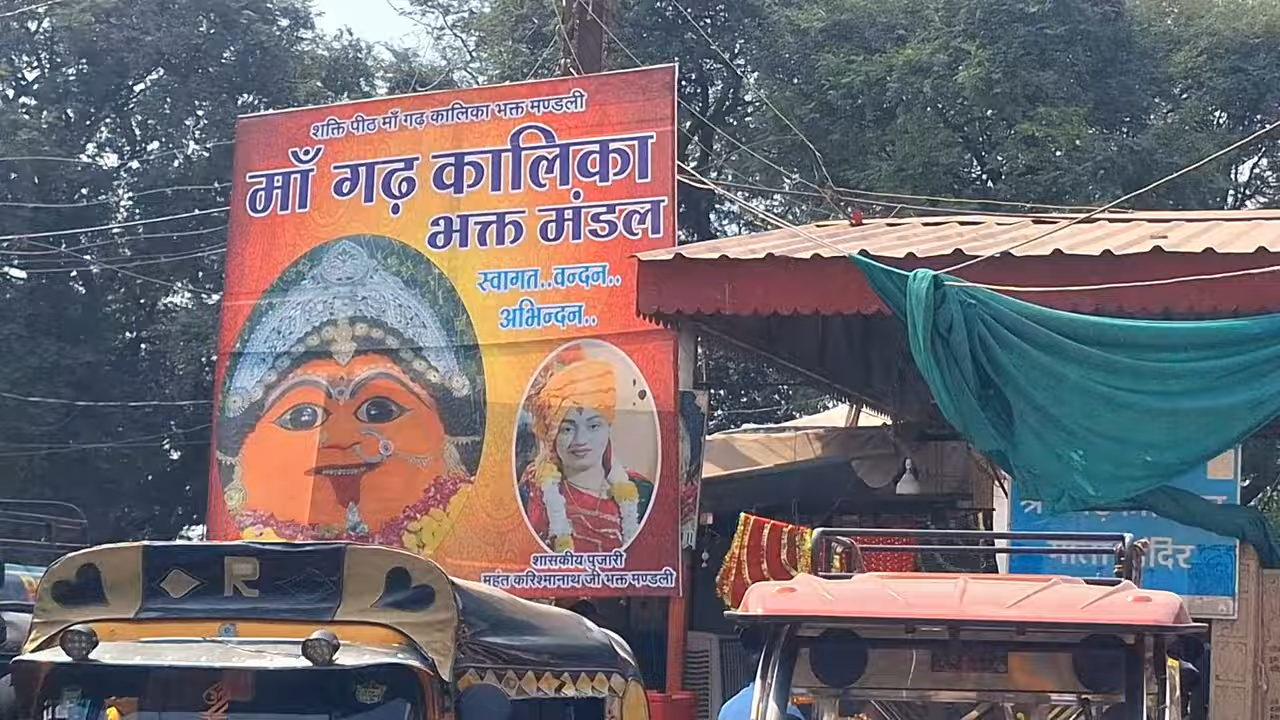 शक्ति पीठ माँ गढ़ कालिका भक्त मण्डली
माँ गढ़ कालिका
भक्त मंडल
स्वागत..वन्दन..
अभिन्दन..
शासकीय पुजारी
महंत करिश्मानाथ जी भक्त मण्डली
R